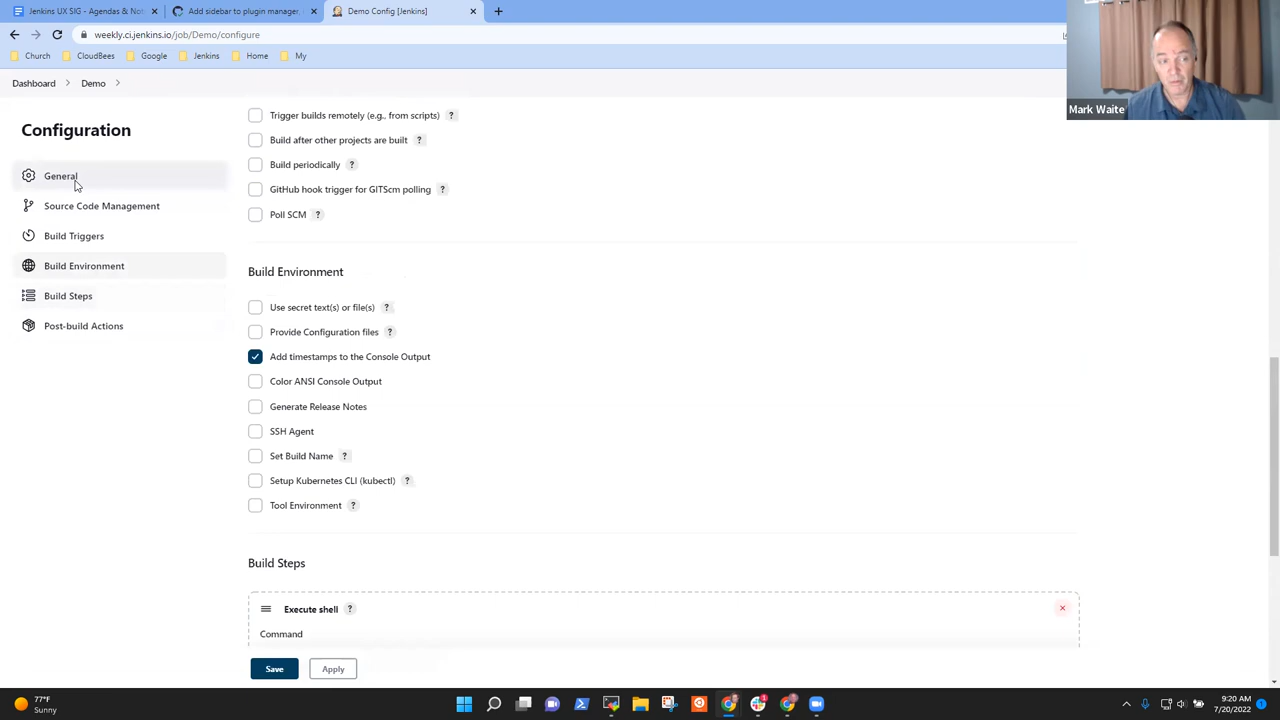 Jenkins UX SIG - Agendas & Not
Add sidebar to plugin manager,
Demo Config [Jenkins]
weekly.ci.jenkins.io/job/Demo/configure
Church
CloudBees
Google
Jenkins
Home
My
Dashboard
Demo
Mark Waite
Configuration
General
Source Code Management
Build Triggers
Build Environment
Build Steps
Post-build Actions
Trigger builds remotely (e.g., from scripts) ?
Build after other projects are built ?
Build periodically ?
GitHub hook trigger for GITScm polling ?
Poll SCM ?
Build Environment
Use secret text(s) or file(s) ?
Provide Configuration files ?
Add timestamps to the Console Output
Color ANSI Console Output
Generate Release Notes
SSH Agent
Set Build Name ?
Setup Kubernetes CLI (kubectl) ?
Tool Environment ?
Build Steps
Execute shell ?
Command
Save
Apply
77°F
Sunny
9:20 AM
7/20/2022